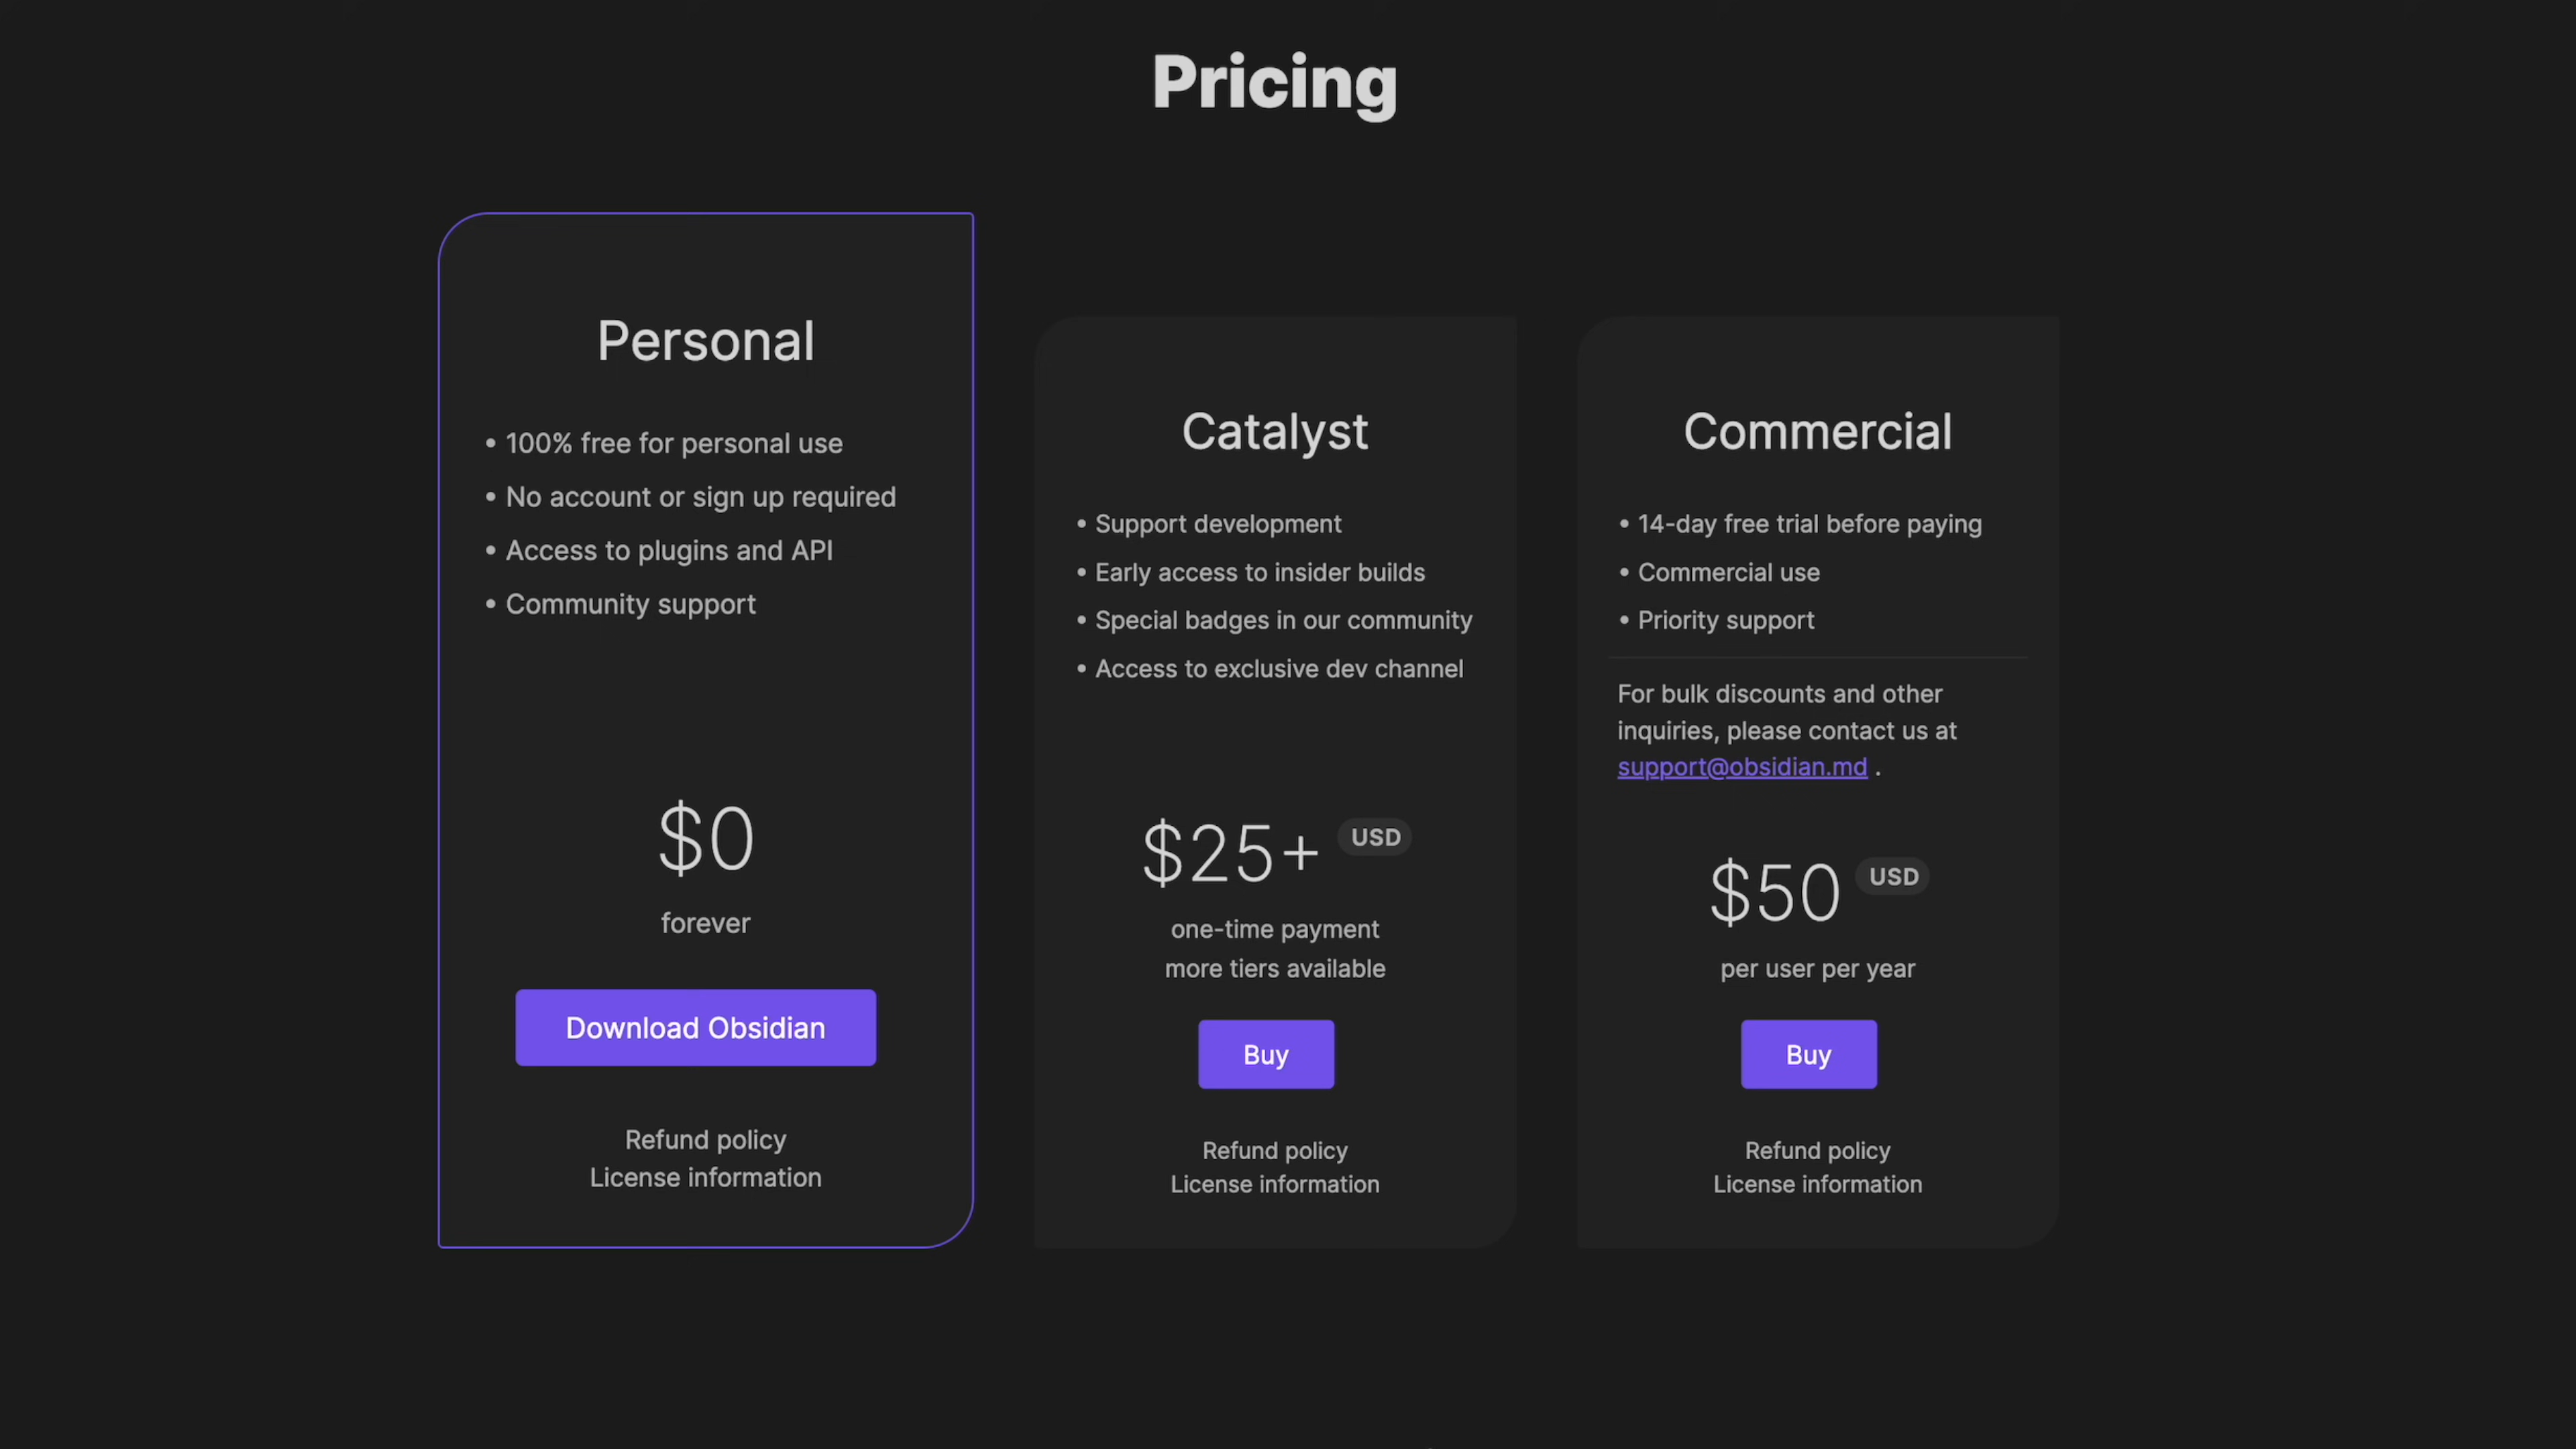 Pricing
Personal
• 100% free for personal use
• No account or sign up required
• Access to plugins and API
• Community support
$0
forever
Download Obsidian
Refund policy
License information
Catalyst
• Support development
• Early access to insider builds
• Special badges in our community
• Access to exclusive dev channel
$25+ USD
one-time payment
more tiers available
Buy
Refund policy
License information
Commercial
• 14-day free trial before paying
• Commercial use
• Priority support
For bulk discounts and other
inquiries, please contact us at
support@obsidian.md .
$50 USD
per user per year
Buy
Refund policy
License information